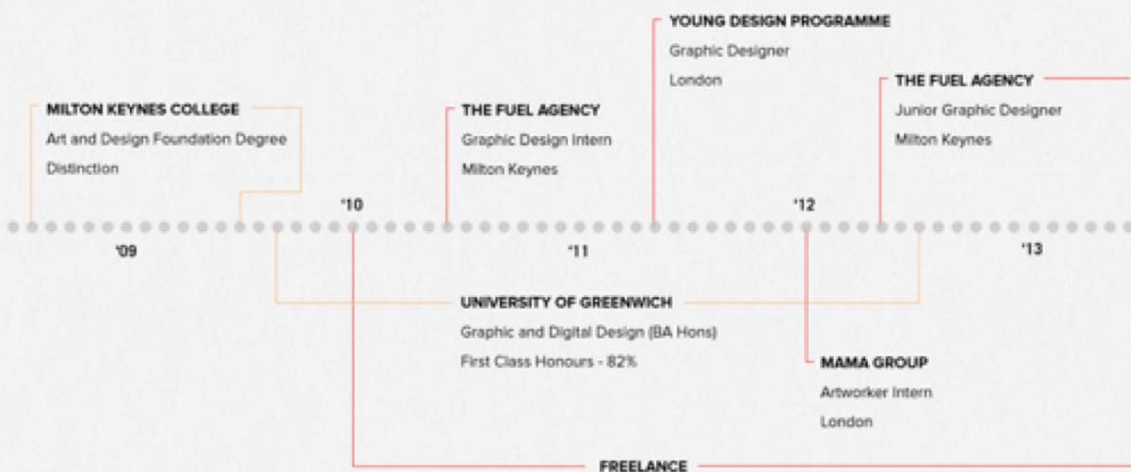 YOUNG DESIGN PROGRAMME
Graphic Designer
London
THE FUEL AGENCY
Junior Graphic Designer
Milton Keynes
MILTON KEYNES COLLEGE
Art and Design Foundation Degree
Distinction
THE FUEL AGENCY
Graphic Design Intern
Milton Keynes
'10
'12
'09
'11
'13
UNIVERSITY OF GREENWICH
Graphic and Digital Design (BA Hons)
First Class Honours - 82%
MAMA GROUP
Artworker Intern
London
FREELANCE